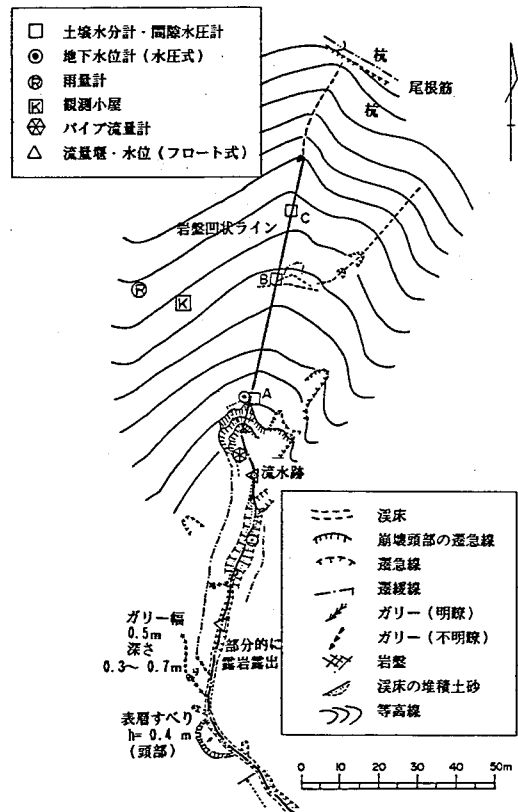 土壌水分計・間隙水圧計
地下水位計(水圧式)
R 雨量計
K 観測小屋
パイプ流量計
流量堰・水位(フロート式)
杭
尾根筋
杭
C
岩盤凹状ライン
B
R
K
A
流水跡
ガリー幅
0.5m
深さ
0.3～0.7m
部分的に
露岩露出
表層すべり
h= 0.4 m
(頭部)
渓床
崩壊頭部の遷急線
遷急線
遷緩線
ガリー(明瞭)
ガリー(不明瞭)
岩盤
渓床の堆積土砂
等高線
0 10 20 30 40 50m